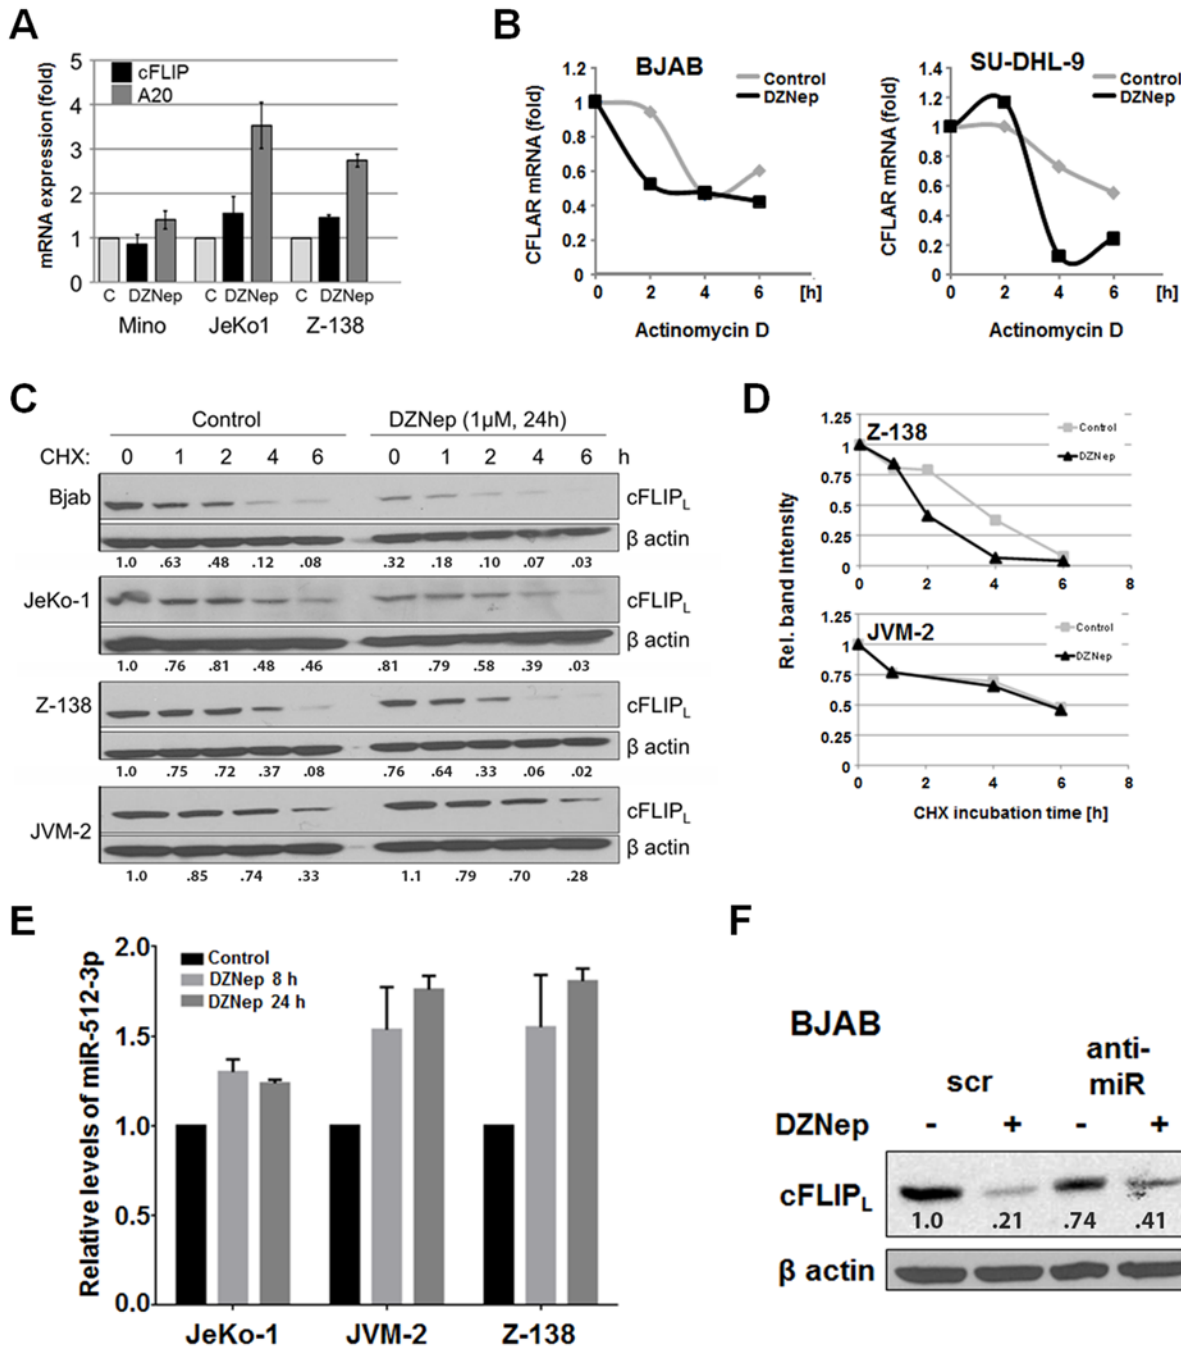 A
mRNA expression (fold)
5
4
3
2
1
0
cFLIP
A20
C DZNep C DZNep C DZNep
Mino JeKo1 Z-138
B
BJAB
CFLAR mRNA (fold)
1.2
1
0.8
0.6
0.4
0.2
0
Control
DZNep
0 2 4 6 [h]
Actinomycin D
SU-DHL-9
CFLAR mRNA (fold)
1.4
1.2
1
0.8
0.6
0.4
0.2
0
Control
DZNep
0 2 4 6 [h]
Actinomycin D
C
Control DZNep (1μM, 24h)
CHX: 0 1 2 4 6 0 1 2 4 6 h
Bjab cFLIPL
β actin
1.0 .63 .48 .12 .08 .32 .18 .10 .07 .03
JeKo-1 cFLIPL
β actin
1.0 .76 .81 .48 .46 .81 .79 .58 .39 .03
Z-138 cFLIPL
β actin
1.0 .75 .72 .37 .08 .76 .64 .33 .06 .02
JVM-2 cFLIPL
β actin
1.0 .85 .74 .33 1.1 .79 .70 .28
D
Rel. band Intensity
1.25
1
0.75
0.5
0.25
0
Z-138
Control
DZNep
0 2 4 6 8
1.25
1
0.75
0.5
0.25
0
JVM-2
Control
DZNep
0 2 4 6 8
CHX incubation time [h]
E
Relative levels of miR-512-3p
2.0
1.5
1.0
0.5
0.0
Control
DZNep 8 h
DZNep 24 h
JeKo-1 JVM-2 Z-138
F
BJAB
scr anti-
miR
DZNep - + - +
cFLIPL
1.0 .21 .74 .41
β actin